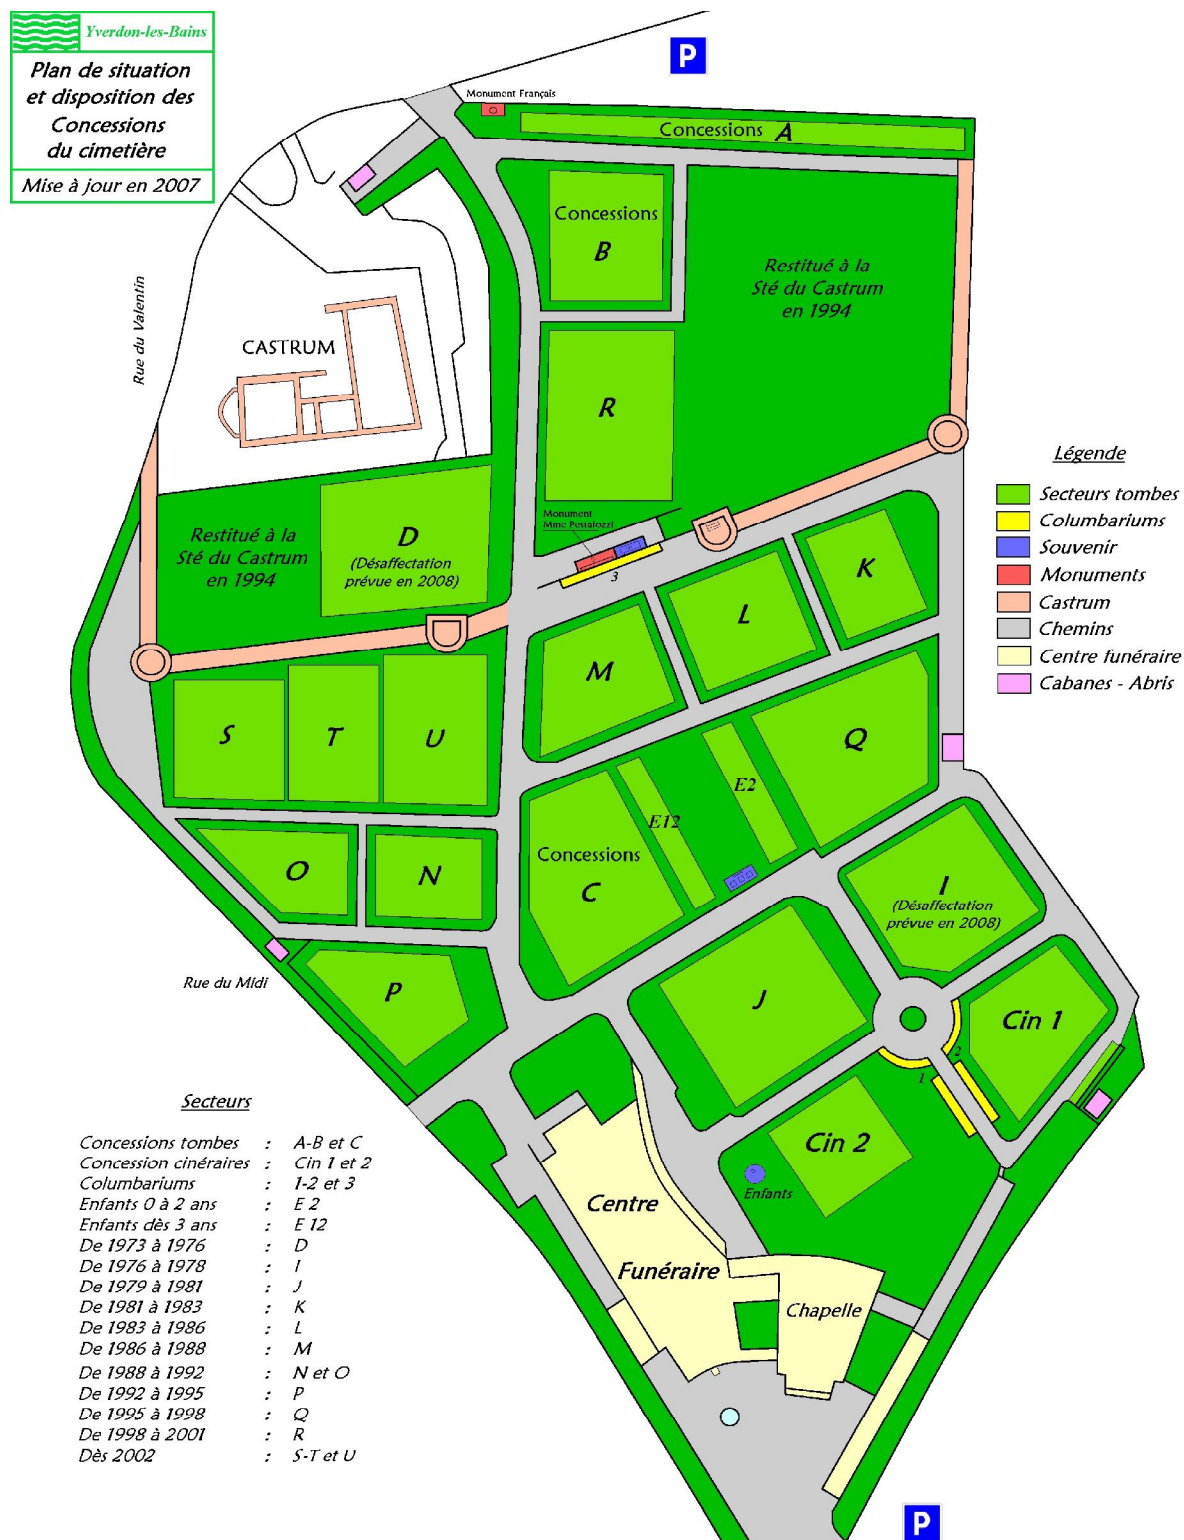 Yverdon-les-Bains
Plan de situation
et disposition des
Concessions
du cimetière
Mise à jour en 2007
P
Monument Français
Concessions A
Concessions
B
Restitué à la
Sté du Castrum
en 1994
Rue du Valentin
CASTRUM
R
Légende
Secteurs tombes
Columbariums
Souvenir
Monuments
Castrum
Chemins
Centre funéraire
Cabanes - Abris
Monument
Mme Pestalozzi
3
Restitué à la
Sté du Castrum
en 1994
D
(Désaffectation
prévue en 2008)
K
L
M
S
T
U
Q
E2
E12
Concessions
C
O
N
I
(Désaffectation
prévue en 2008)
Rue du Midi
P
J
Cin 1
2
1
Cin 2
Enfants
Centre
Funéraire
Chapelle
Secteurs
Concessions tombes : A-B et C
Concession cinéraires : Cin 1 et 2
Columbariums : 1-2 et 3
Enfants 0 à 2 ans : E 2
Enfants dès 3 ans : E 12
De 1973 à 1976 : D
De 1976 à 1978 : I
De 1979 à 1981 : J
De 1981 à 1983 : K
De 1983 à 1986 : L
De 1986 à 1988 : M
De 1988 à 1992 : N et O
De 1992 à 1995 : P
De 1995 à 1998 : Q
De 1998 à 2001 : R
Dès 2002 : S-T et U
P